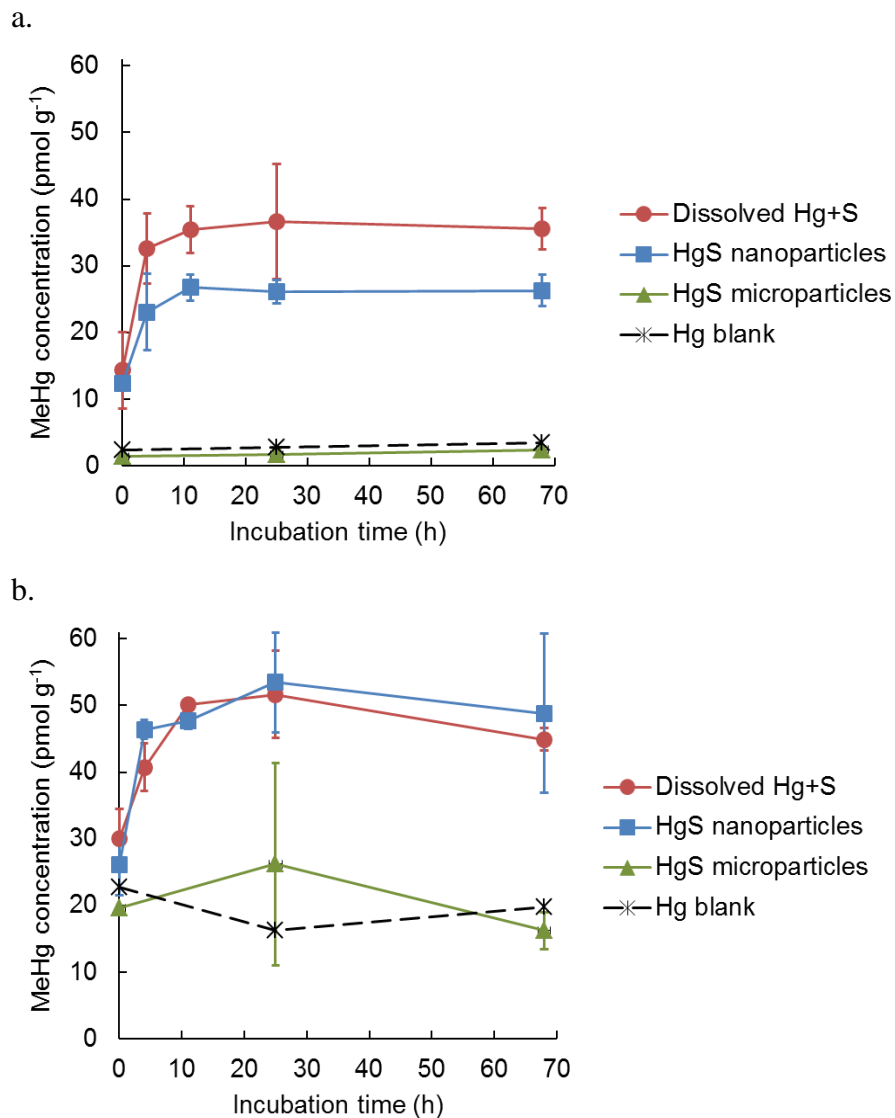 a.
60
50
40
30
20
10
0
MeHg concentration (pmol g⁻¹)
0 10 20 30 40 50 60 70
Incubation time (h)
Dissolved Hg+S
HgS nanoparticles
HgS microparticles
Hg blank
b.
60
50
40
30
20
10
0
MeHg concentration (pmol g⁻¹)
0 10 20 30 40 50 60 70
Incubation time (h)
Dissolved Hg+S
HgS nanoparticles
HgS microparticles
Hg blank